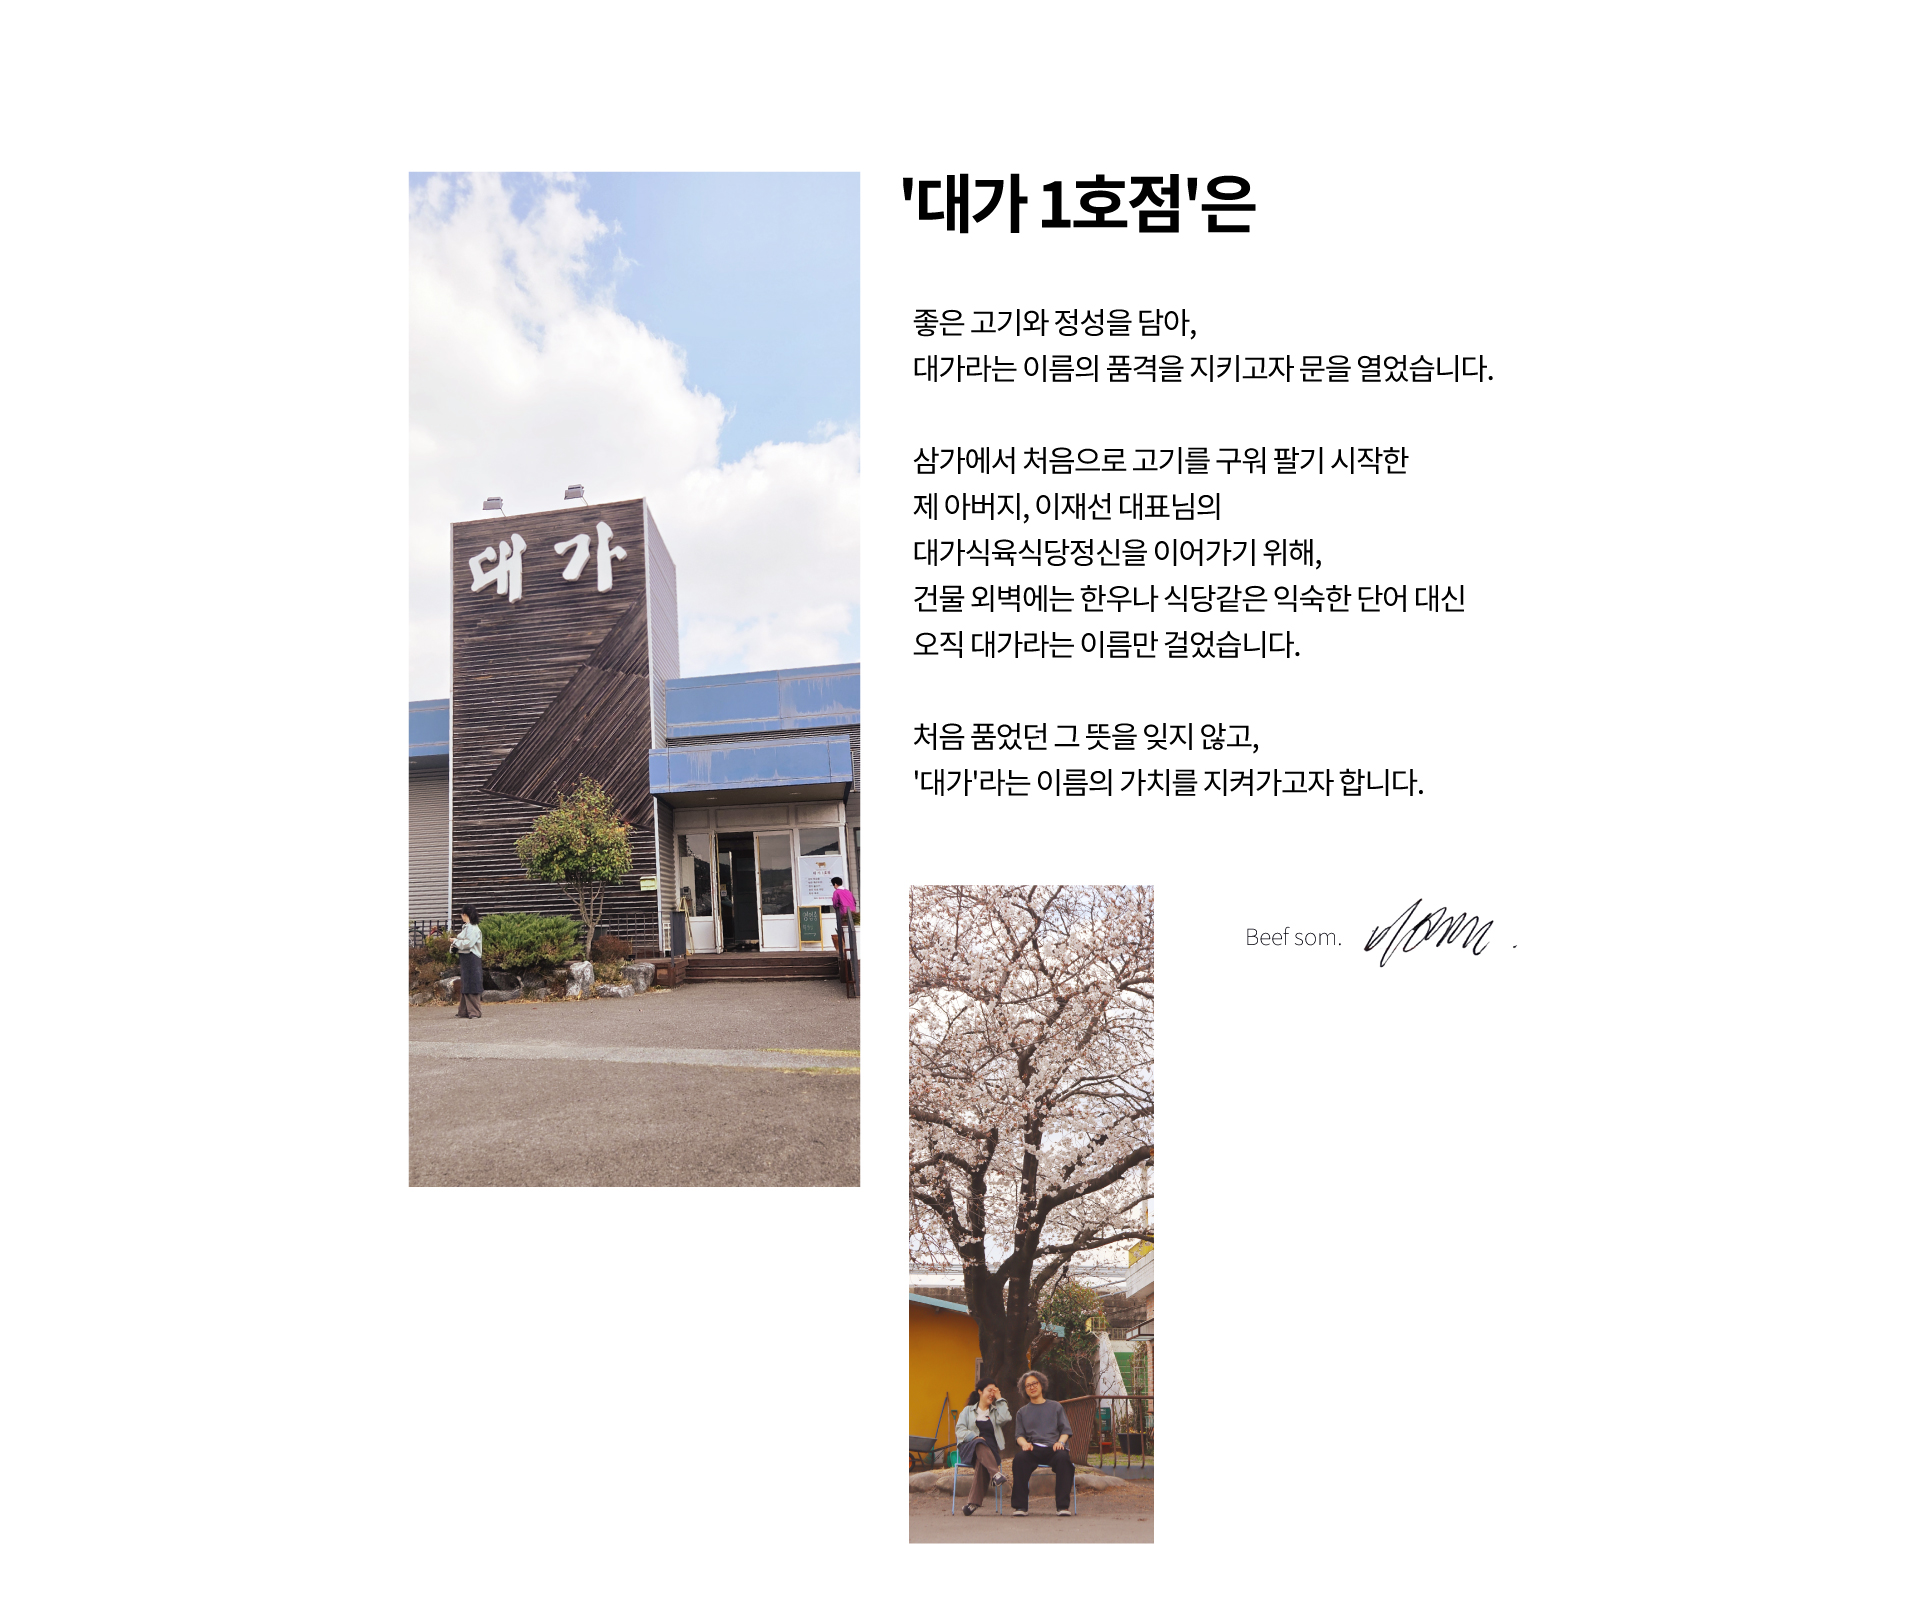 '대가 1호점'은
좋은 고기와 정성을 담아,
대가라는 이름의 품격을 지키고자 문을 열었습니다.
삼가에서 처음으로 고기를 구워 팔기 시작한
제 아버지, 이재선 대표님의
대가식육식당정신을 이어가기 위해,
건물 외벽에는 한우나 식당같은 익숙한 단어 대신
오직 대가라는 이름만 걸었습니다.
처음 품었던 그 뜻을 잊지 않고,
'대가'라는 이름의 가치를 지켜가고자 합니다.
대가
Beef som.